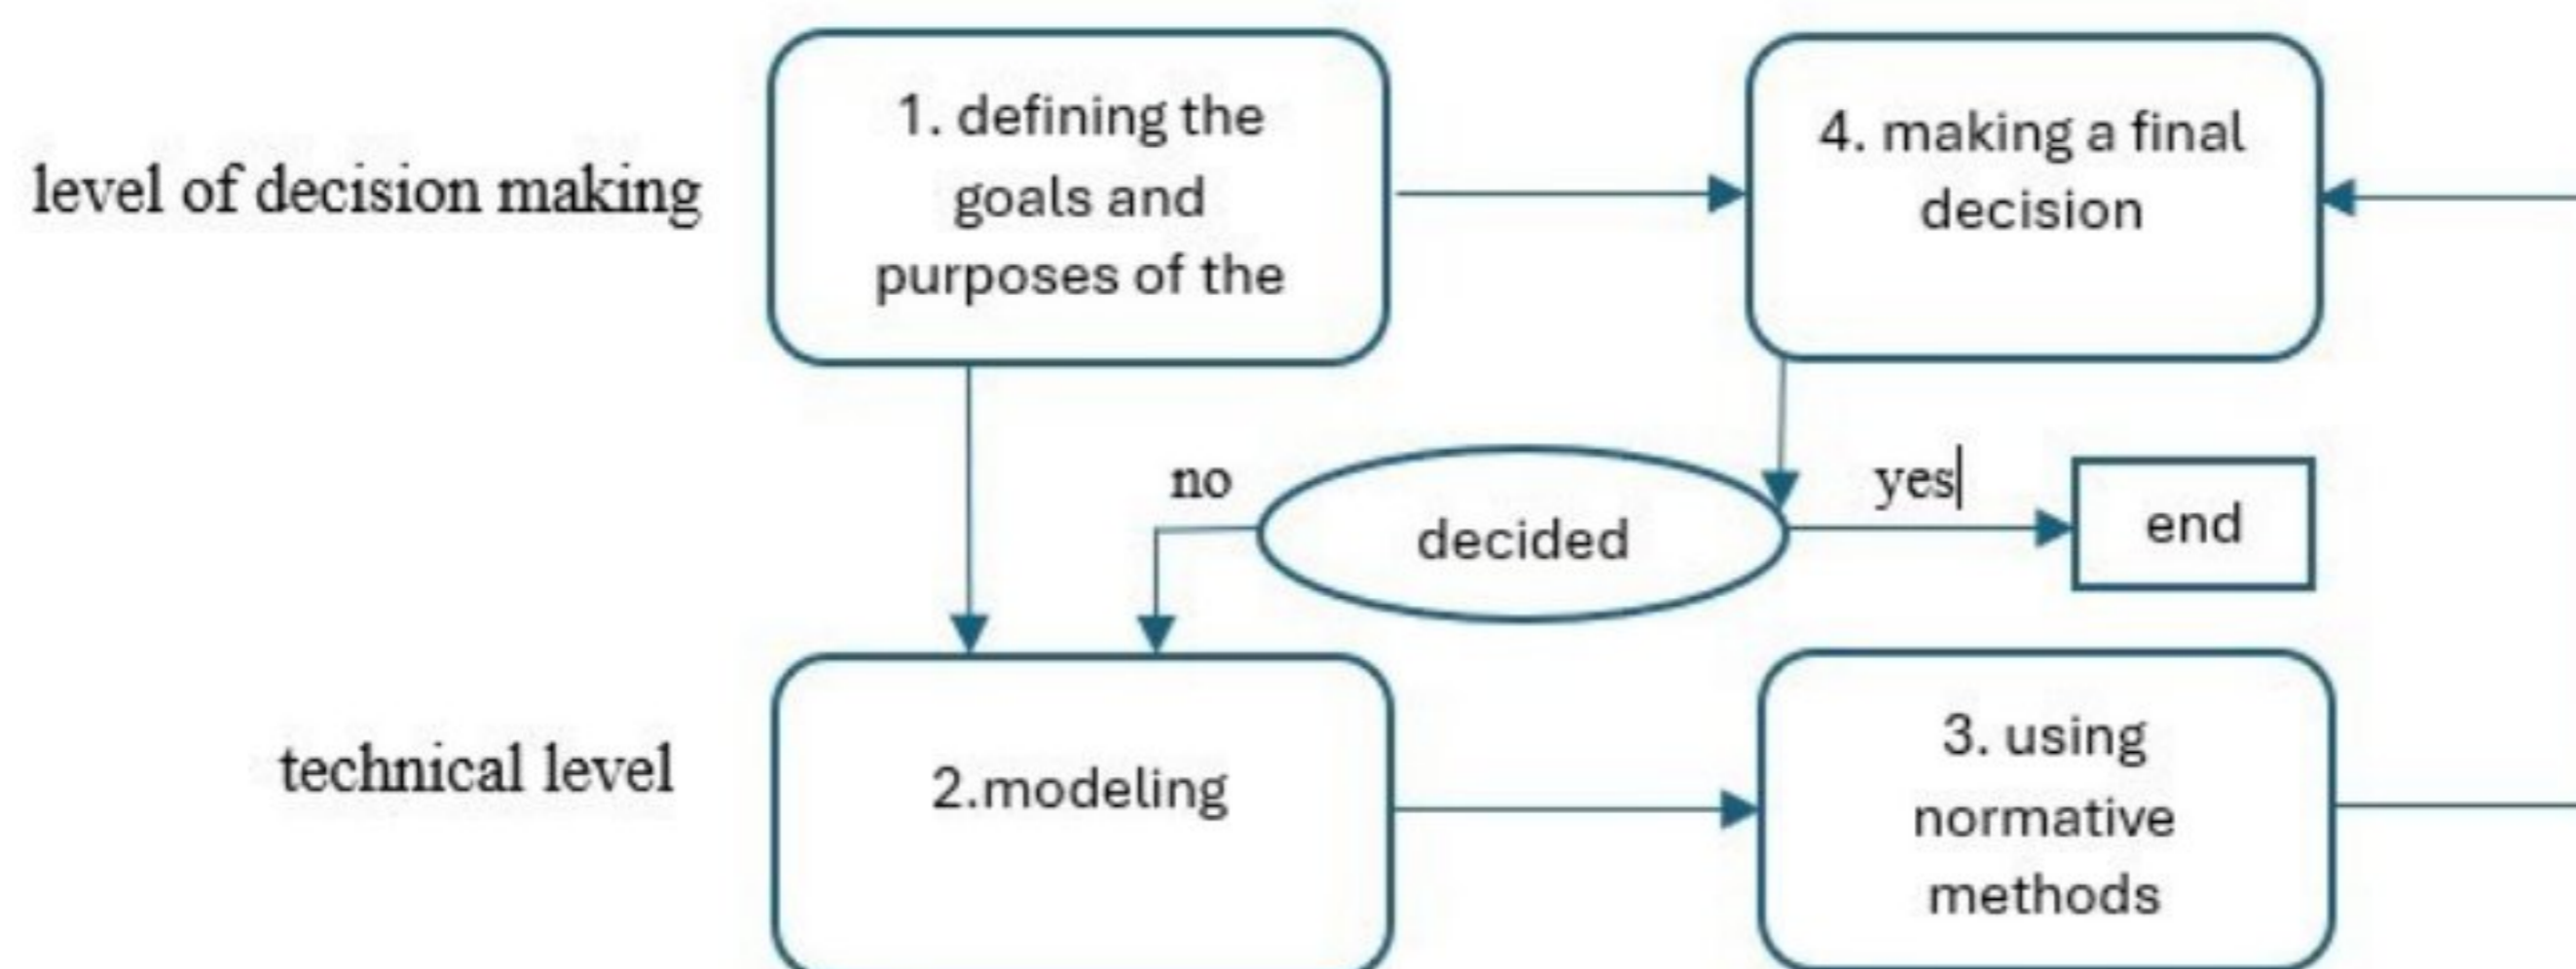 level of decision making
1. defining the
goals and
purposes of the
4. making a final
decision
no
decided
yes
end
technical level
2.modeling
3. using
normative
methods